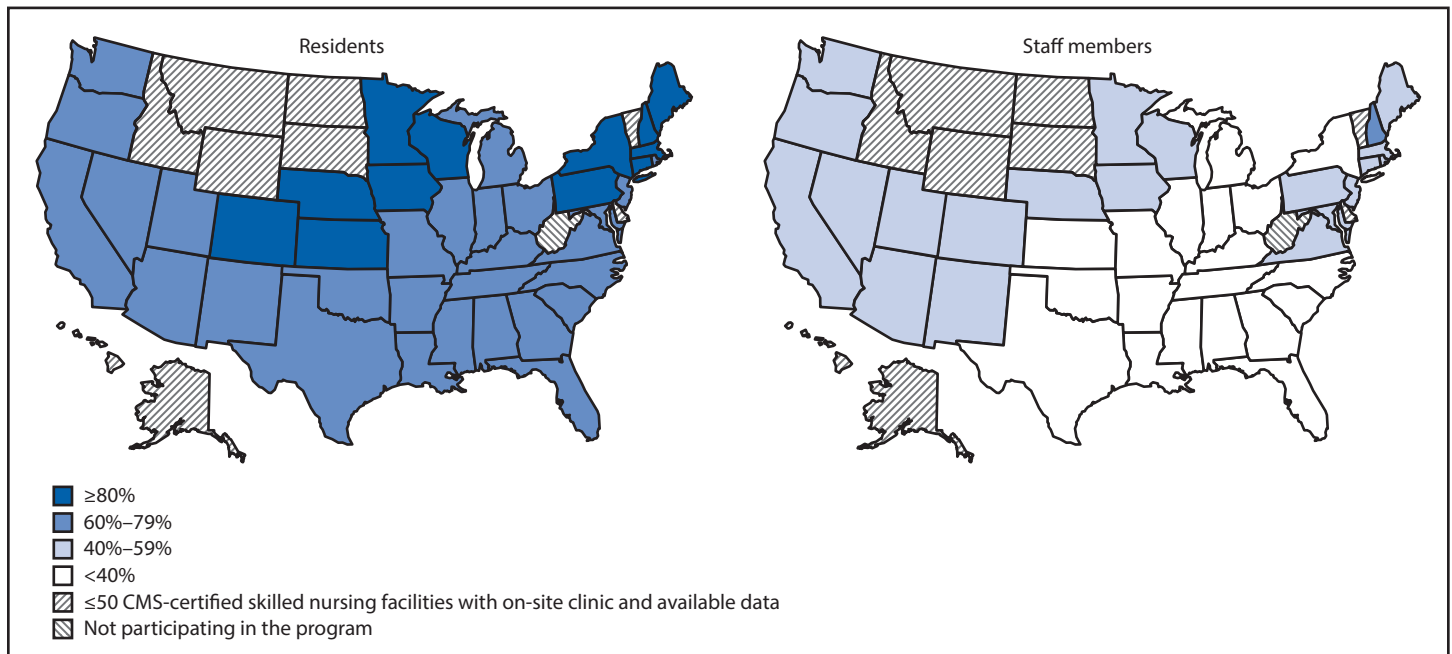 Residents
Staff members
≥80%
60%–79%
40%–59%
<40%
≤50 CMS-certified skilled nursing facilities with on-site clinic and available data
Not participating in the program